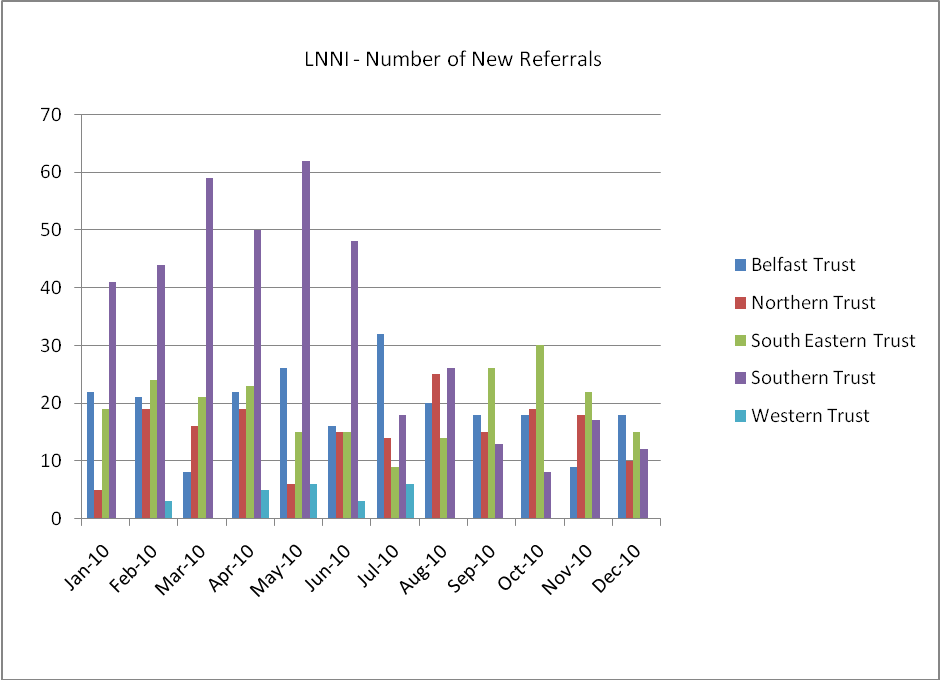 LNNI - Number of New Referrals
70
60
50
40
30
20
10
0
Jan-10
Feb-10
Mar-10
Apr-10
May-10
Jun-10
Jul-10
Aug-10
Sep-10
Oct-10
Nov-10
Dec-10
Belfast Trust
Northern Trust
South Eastern Trust
Southern Trust
Western Trust